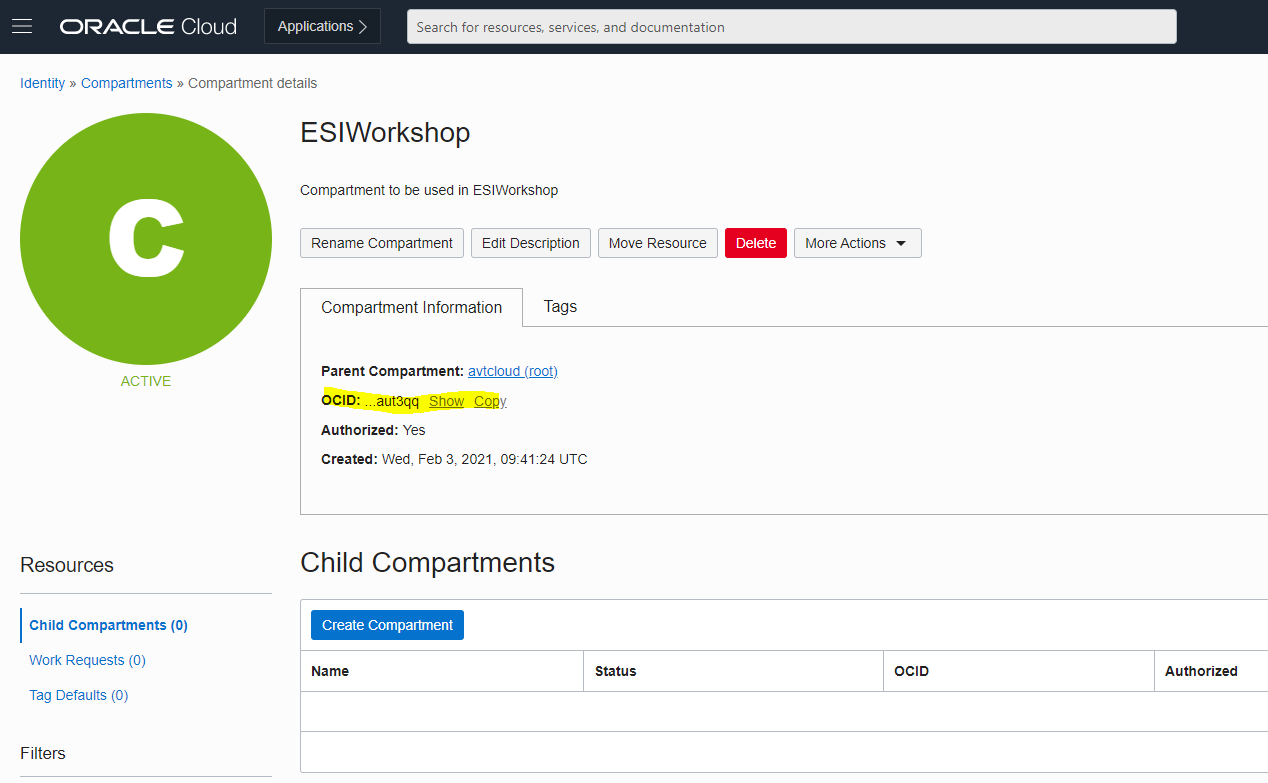 ORACLE Cloud Applications Search for resources, services, and documentation
Identity » Compartments » Compartment details
C
ACTIVE
ESIWorkshop
Compartment to be used in ESIWorkshop
Rename Compartment Edit Description Move Resource Delete More Actions
Compartment Information Tags
Parent Compartment: avtcloud (root)
OCID: ...aut3qq Show Copy
Authorized: Yes
Created: Wed, Feb 3, 2021, 09:41:24 UTC
Resources
Child Compartments (0)
Work Requests (0)
Tag Defaults (0)
Filters
Child Compartments
Create Compartment
Name Status OCID Authorized